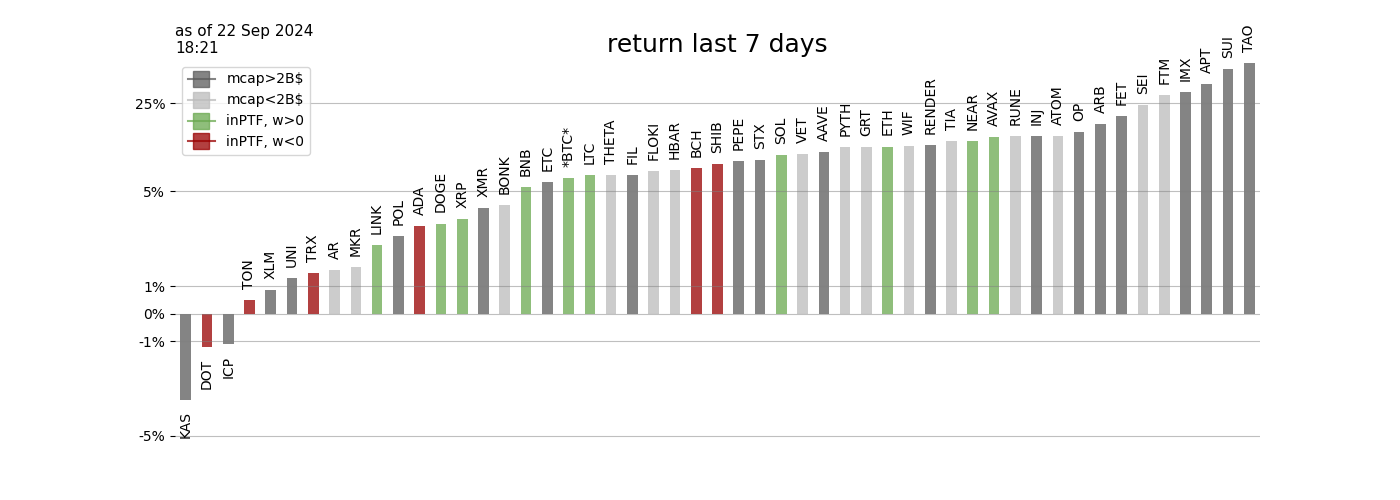 as of 22 Sep 2024
18:21
return last 7 days
mcap>2B$
mcap<2B$
inPTF, w>0
inPTF, w<0
25%
5%
1%
0%
-1%
-5%
KAS
DOT
ICP
TON
XLM
UNI
TRX
AR
MKR
LINK
POL
ADA
DOGE
XRP
XMR
BONK
BNB
ETC
*BTC*
LTC
THETA
FIL
FLOKI
HBAR
BCH
SHIB
PEPE
STX
SOL
VET
AAVE
PYTH
GRT
ETH
WIF
RENDER
TIA
NEAR
AVAX
RUNE
INJ
ATOM
OP
ARB
FET
SEI
FTM
IMX
APT
SUI
TAO